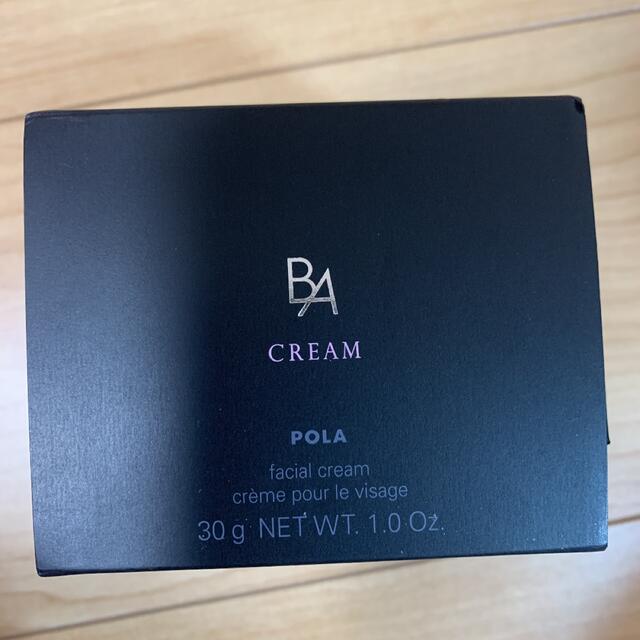 BA
CREAM
POLA
facial cream
crème pour le visage
30 g NET WT. 1.0 Oz.